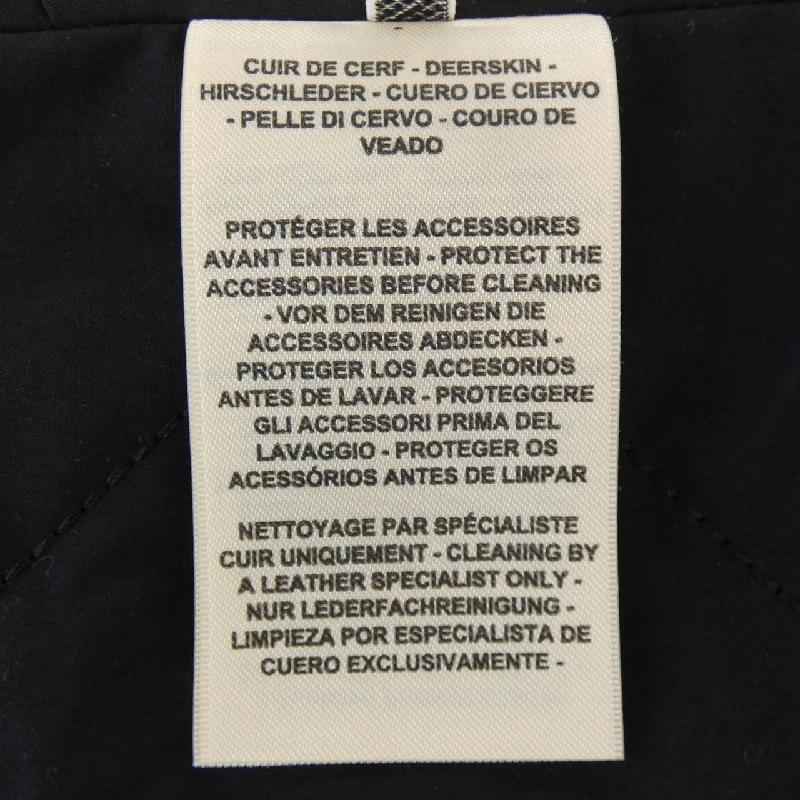 CUIR DE CERF - DEERSKIN -
HIRSCHLEDER - CUERO DE CIERVO
- PELLE DI CERVO - COURO DE
VEADO
PROTÉGER LES ACCESSOIRES
AVANT ENTRETIEN - PROTECT THE
ACCESSORIES BEFORE CLEANING
- VOR DEM REINIGEN DIE
ACCESSOIRES ABDECKEN -
PROTEGER LOS ACCESORIOS
ANTES DE LAVAR - PROTEGGERE
GLI ACCESSORI PRIMA DEL
LAVAGGIO - PROTEGER OS
ACESSÓRIOS ANTES DE LIMPAR
NETTOYAGE PAR SPÉCIALISTE
CUIR UNIQUEMENT - CLEANING BY
A LEATHER SPECIALIST ONLY -
NUR LEDERFACHREINIGUNG -
LIMPIEZA POR ESPECIALISTA DE
CUERO EXCLUSIVAMENTE -